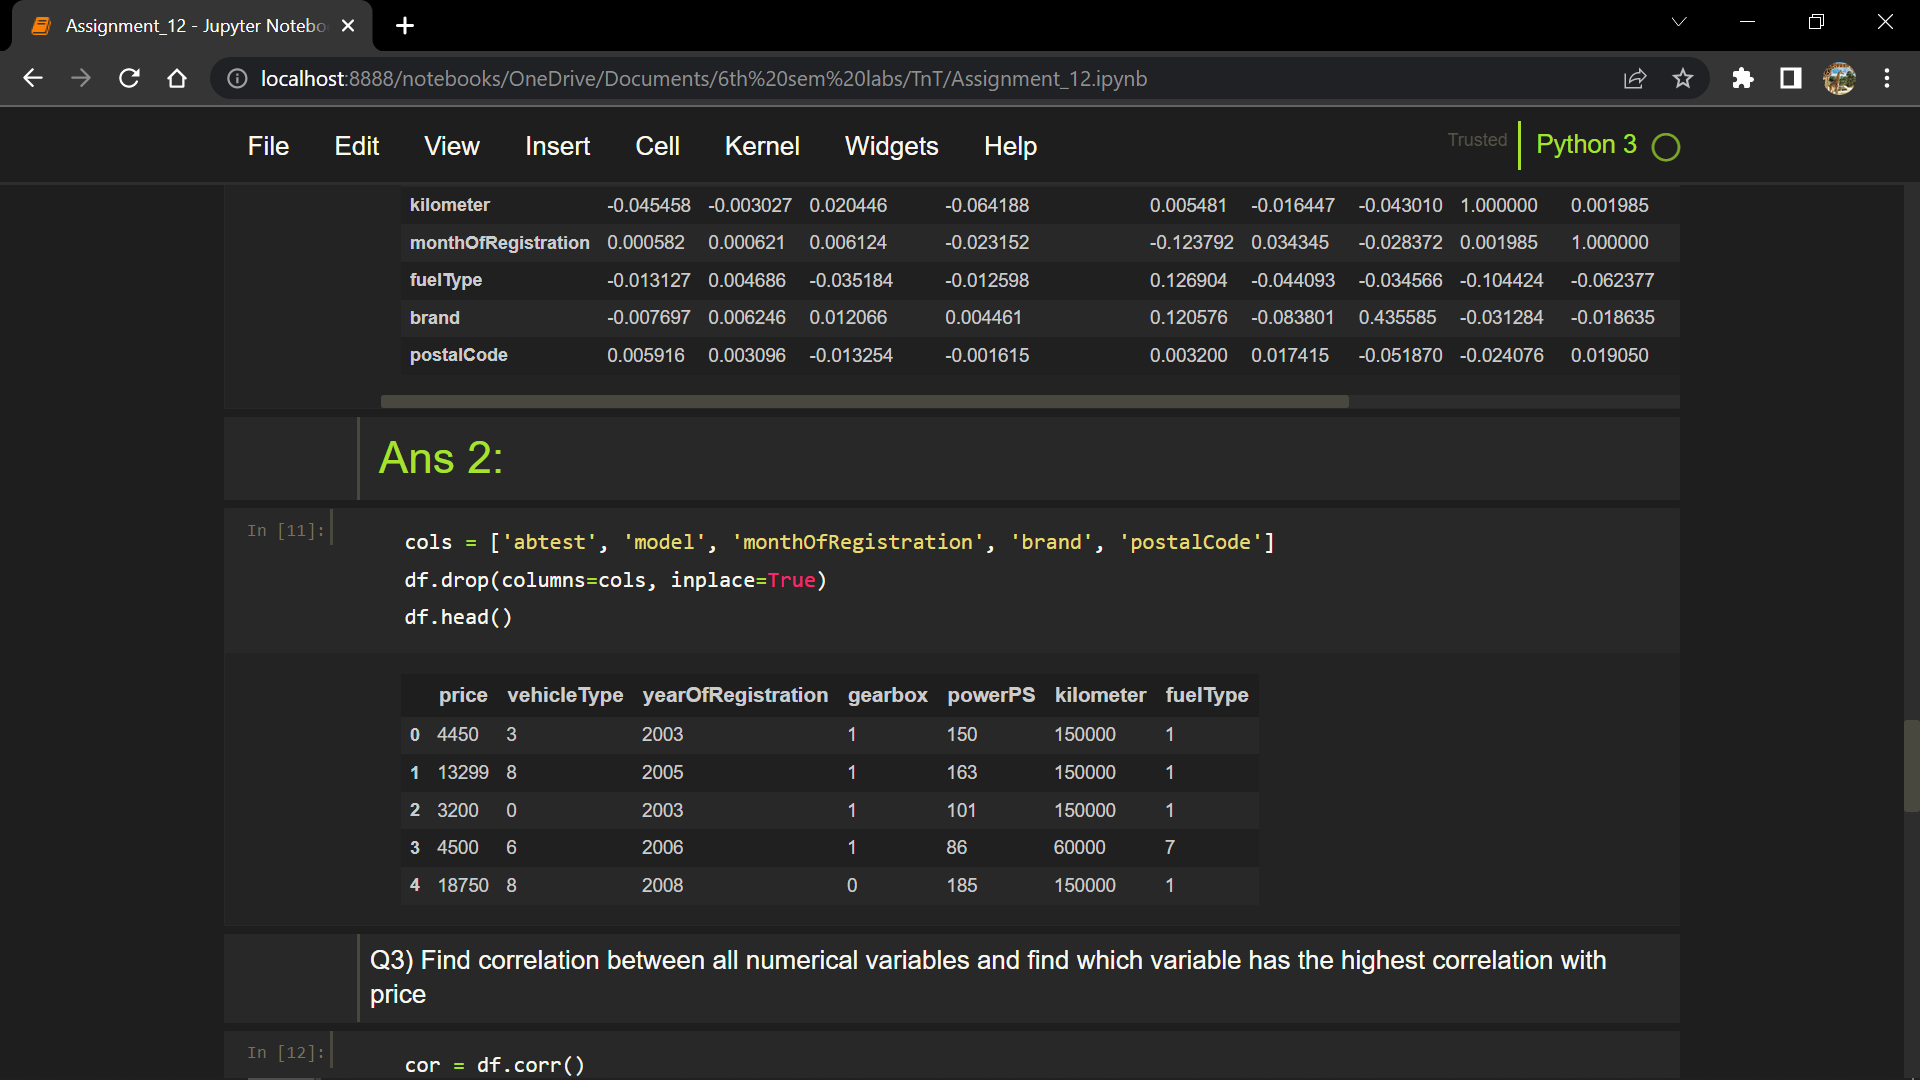 Assignment_12 - Jupyter Notebo
localhost:8888/notebooks/OneDrive/Documents/6th%20sem%20labs/TnT/Assignment_12.ipynb
File Edit View Insert Cell Kernel Widgets Help Trusted Python 3
kilometer -0.045458 -0.003027 0.020446 -0.064188 0.005481 -0.016447 -0.043010 1.000000 0.001985
monthOfRegistration 0.000582 0.000621 0.006124 -0.023152 -0.123792 0.034345 -0.028372 0.001985 1.000000
fuelType -0.013127 0.004686 -0.035184 -0.012598 0.126904 -0.044093 -0.034566 -0.104424 -0.062377
brand -0.007697 0.006246 0.012066 0.004461 0.120576 -0.083801 0.435585 -0.031284 -0.018635
postalCode 0.005916 0.003096 -0.013254 -0.001615 0.003200 0.017415 -0.051870 -0.024076 0.019050
Ans 2:
In [11]:
cols = ['abtest', 'model', 'monthOfRegistration', 'brand', 'postalCode']
df.drop(columns=cols, inplace=True)
df.head()
price vehicleType yearOfRegistration gearbox powerPS kilometer fuelType
0 4450 3 2003 1 150 150000 1
1 13299 8 2005 1 163 150000 1
2 3200 0 2003 1 101 150000 1
3 4500 6 2006 1 86 60000 7
4 18750 8 2008 0 185 150000 1
Q3) Find correlation between all numerical variables and find which variable has the highest correlation with
price
In [12]:
cor = df.corr()